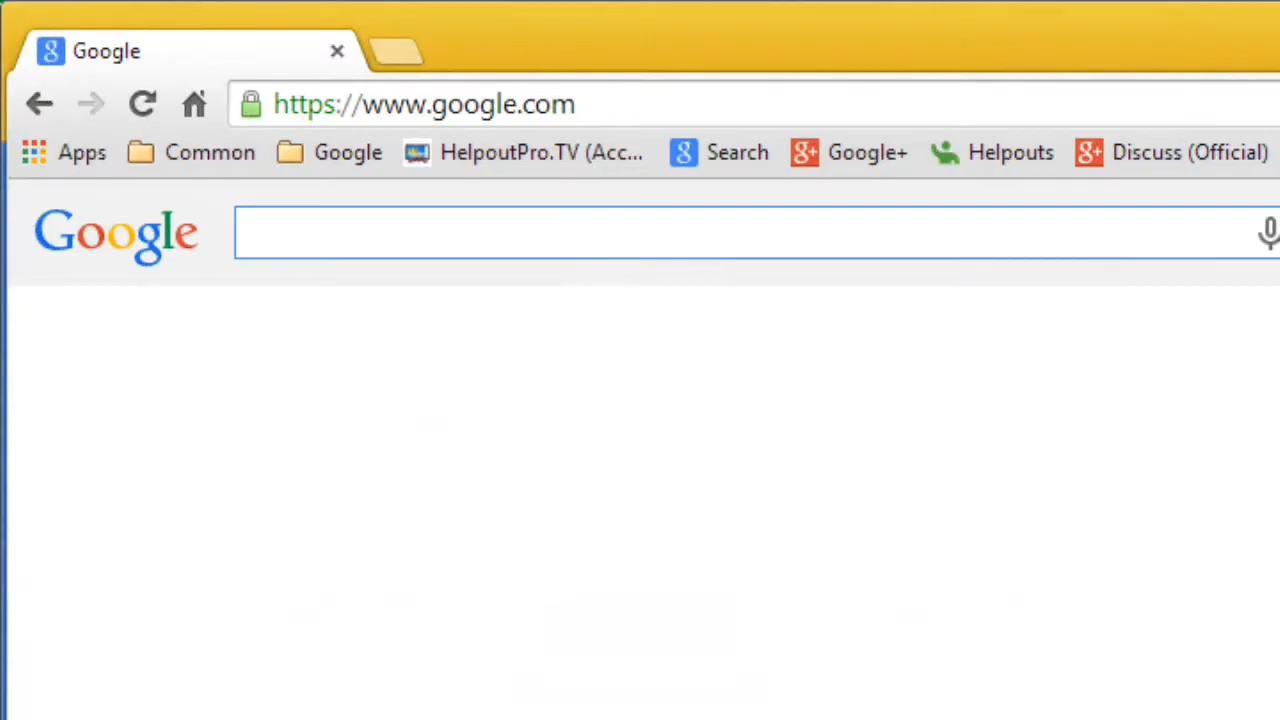 Google
https://www.google.com
Apps Common Google HelpoutPro.TV (Acc... Search Google+ Helpouts Discuss (Official)
Google